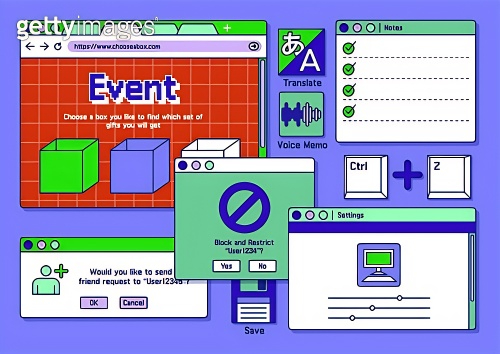 gettyimages
https://www.chooseabox.com
Event
Choose a box you like to find which set of
gifts you will get
あ
A
Translate
Voice Memo
Notes
Ctrl
Z
Block and Restrict
"User1234"?
Yes
No
Settings
Would you like to send
friend request to "User1234"?
OK
Cancel
Save